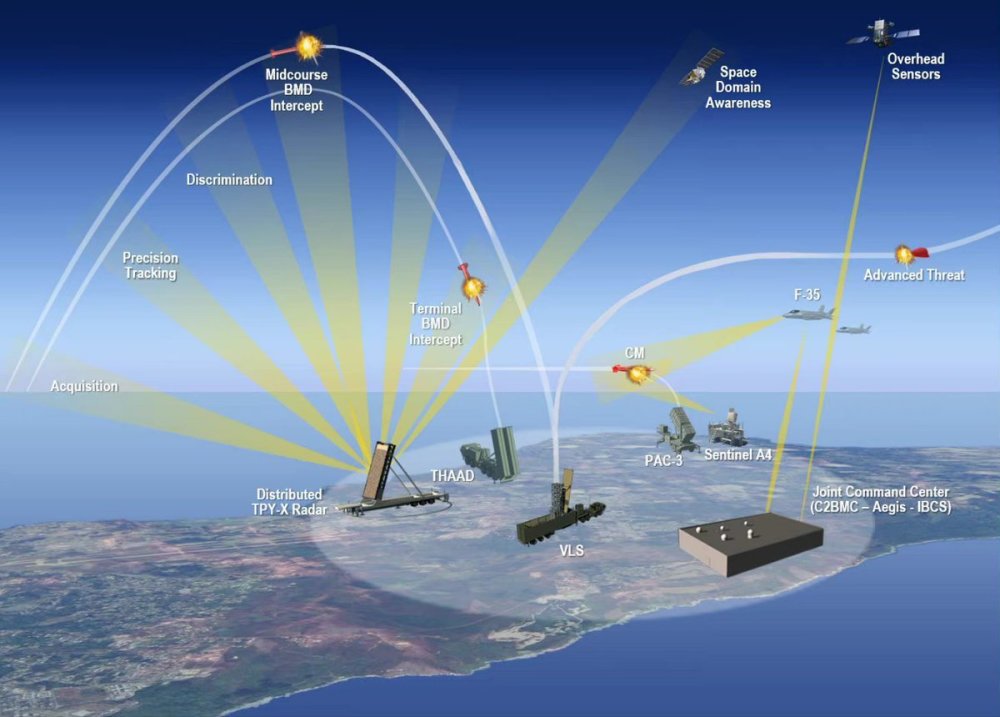 Midcourse
BMD
Intercept
Space
Domain
Awareness
Overhead
Sensors
Discrimination
Precision
Tracking
Advanced Threat
F-35
Terminal
BMD
Intercept
CM
Acquisition
THAAD
PAC-3
Sentinel A4
Distributed
TPY-X Radar
Joint Command Center
(C2BMC – Aegis - IBCS)
VLS